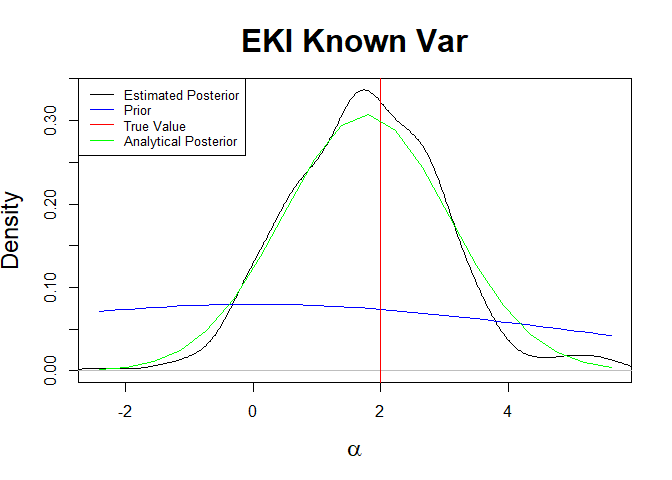 EKI Known Var
Estimated Posterior
Prior
True Value
Analytical Posterior
Density
0.00
0.10
0.20
0.30
-2
0
2
4
α